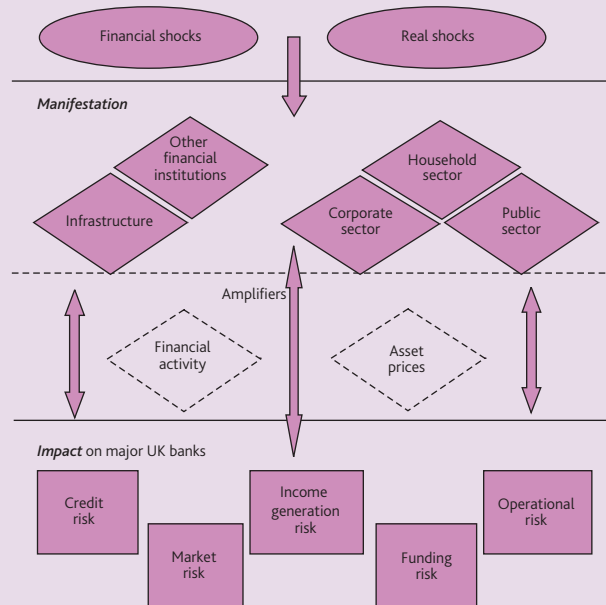 Financial shocks
Real shocks
Manifestation
Other
financial
institutions
Infrastructure
Household
sector
Corporate
sector
Public
sector
Amplifiers
Financial
activity
Asset
prices
Impact on major UK banks
Credit
risk
Market
risk
Income
generation
risk
Funding
risk
Operational
risk